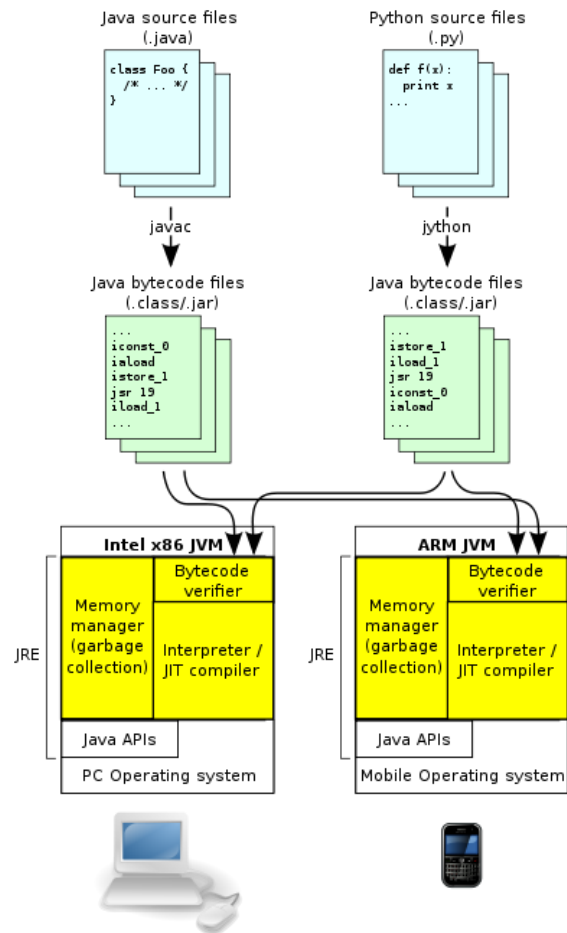 Java source files
(.java)
class Foo {
/* ... */
}
javac
Java bytecode files
(.class/.jar)
...
iconst_0
iaload
istore_1
jsr 19
iload_1
...
Python source files
(.py)
def f(x):
print x
...
jython
Java bytecode files
(.class/.jar)
...
istore_1
iload_1
jsr 19
iconst_0
iaload
...
JRE
Intel x86 JVM
Memory
manager
(garbage
collection)
Bytecode
verifier
Interpreter /
JIT compiler
Java APIs
PC Operating system
JRE
ARM JVM
Memory
manager
(garbage
collection)
Bytecode
verifier
Interpreter /
JIT compiler
Java APIs
Mobile Operating system